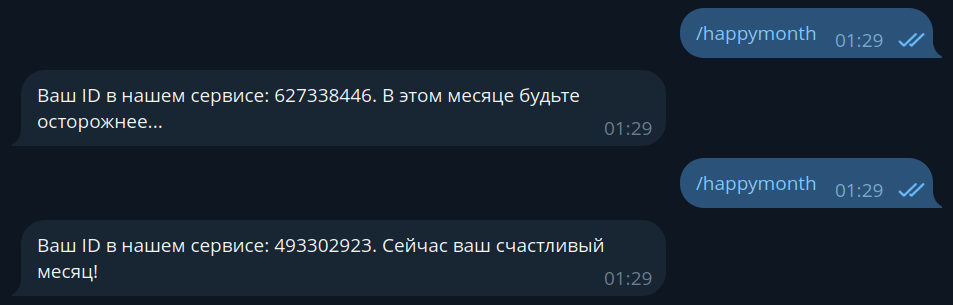 /happymonth 01:29
Ваш ID в нашем сервисе: 627338446. В этом месяце будьте
осторожнее...
01:29
/happymonth 01:29
Ваш ID в нашем сервисе: 493302923. Сейчас ваш счастливый
месяц!
01:29